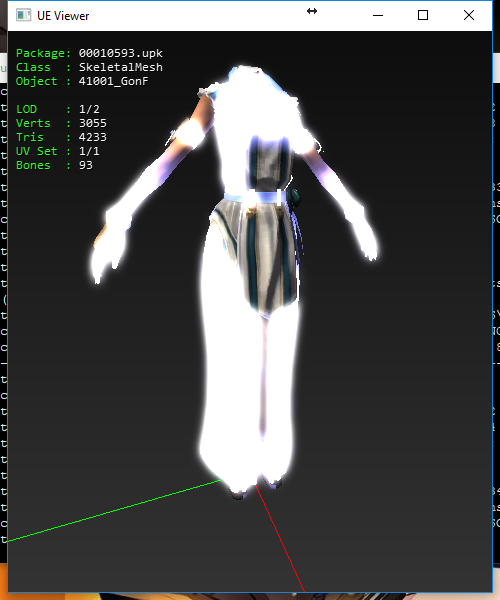 UE Viewer
Package: 00010593.upk
Class : SkeletalMesh
Object : 41001_GonF
LOD : 1/2
Verts : 3055
Tris : 4233
UV Set : 1/1
Bones : 93